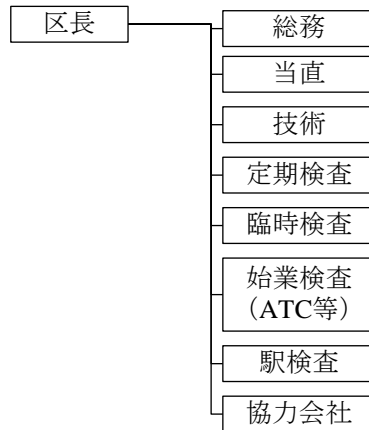 区長
総務
当直
技術
定期検査
臨時検査
始業検査
（ATC等）
駅検査
協力会社